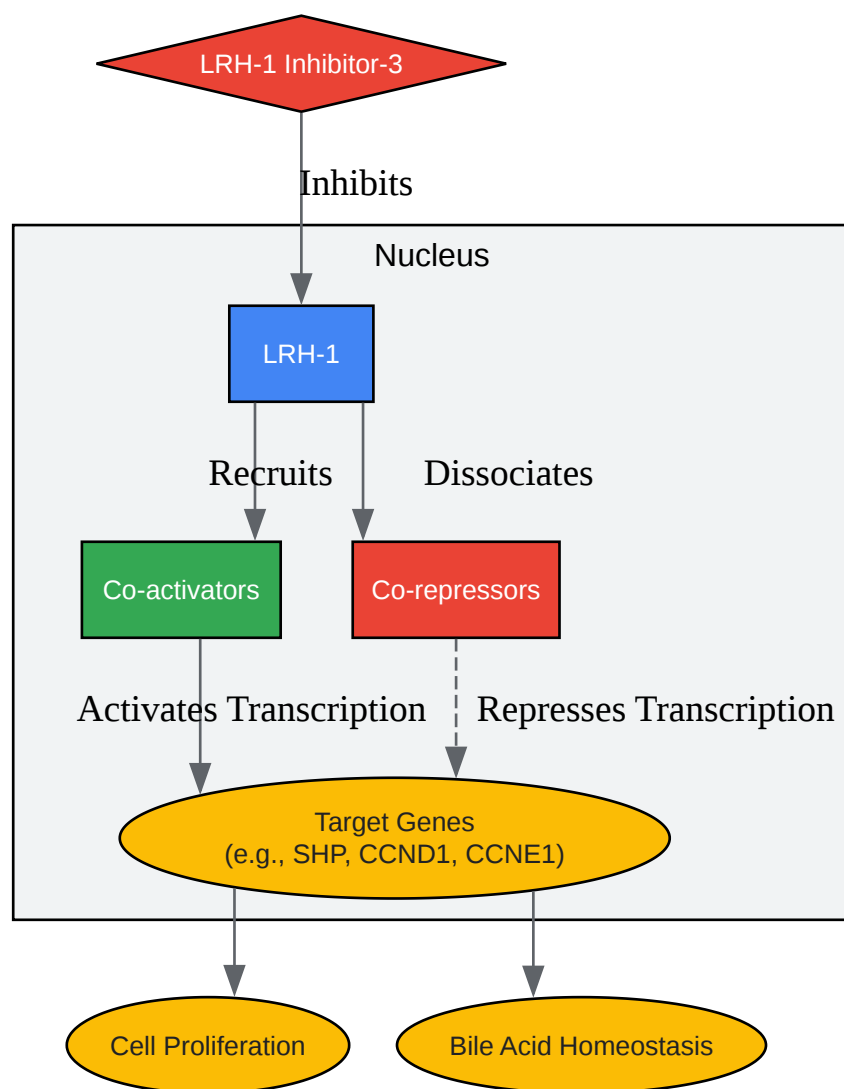 LRH-1 Inhibitor-3
Inhibits
Nucleus
LRH-1
Recruits
Dissociates
Co-activators
Co-repressors
Activates Transcription
Represses Transcription
Target Genes
(e.g., SHP, CCND1, CCNE1)
Cell Proliferation
Bile Acid Homeostasis